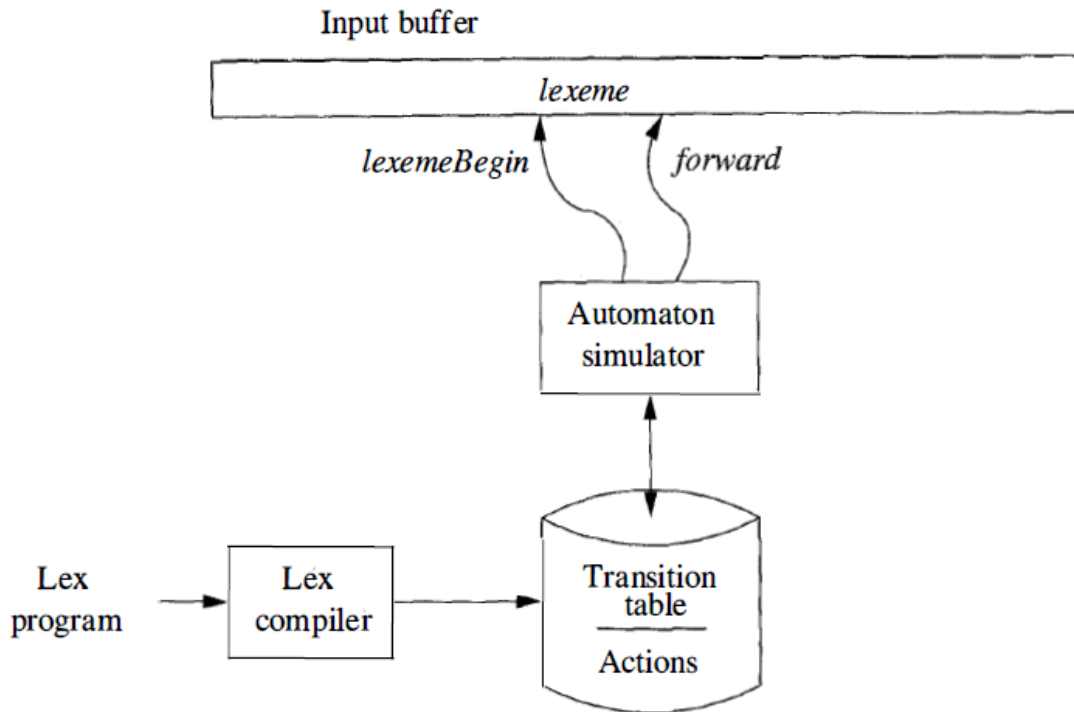 Input buffer
lexeme
lexemeBegin
forward
Automaton
simulator
Lex
program
Lex
compiler
Transition
table
Actions